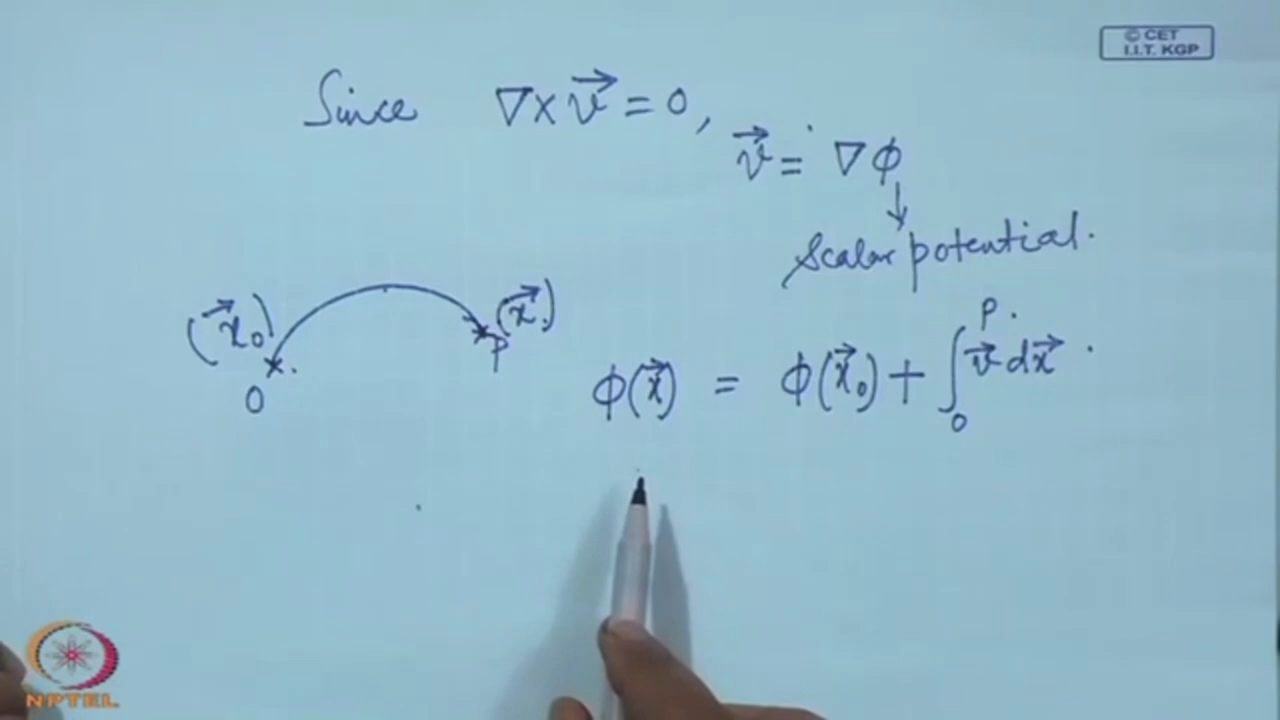 © CET
I.I.T. KGP
Since ∇×v⃗ = 0,
v⃗ = ∇φ
↓
Scalar potential.
(x⃗₀)
(x⃗.)
O
P
φ(x⃗) = φ(x⃗₀) + ∫₀ᴾ v⃗ dx⃗ .
NPTEL